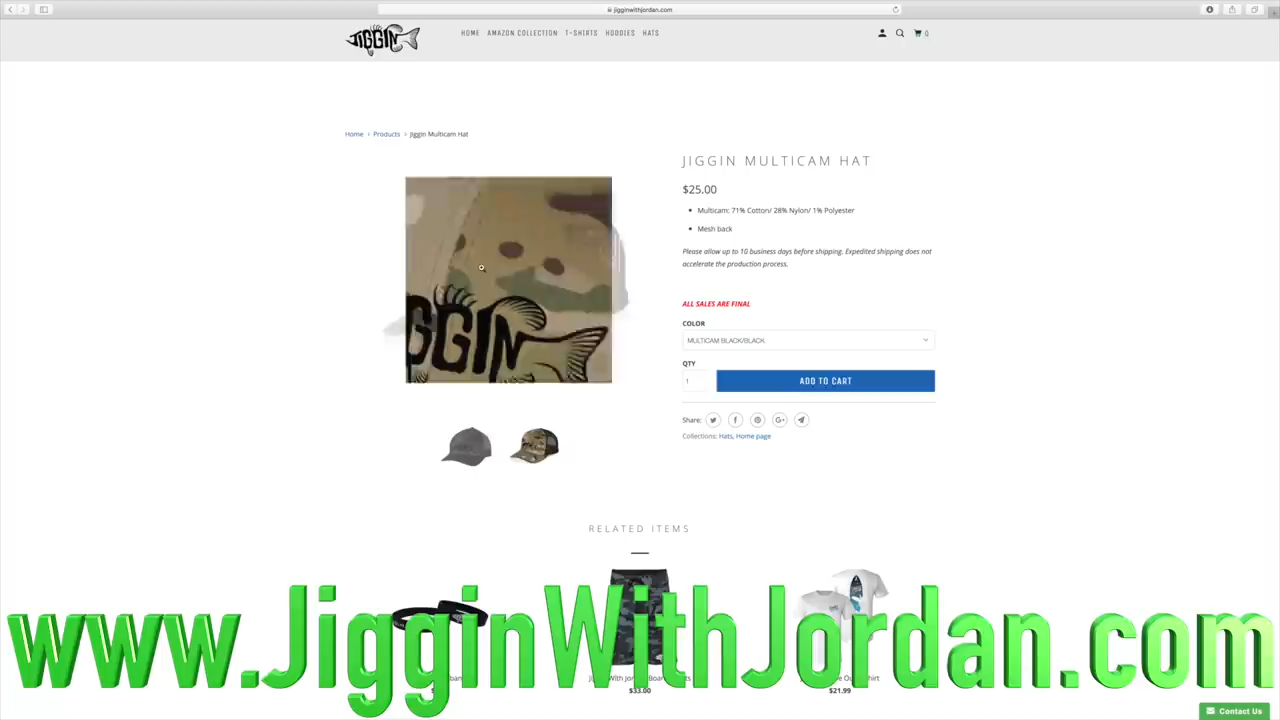 jigginwithjordan.com
JIGGIN
HOME AMAZON COLLECTION T-SHIRTS HOODIES HATS
0
Home › Products › Jiggin Multicam Hat
JIGGIN MULTICAM HAT
$25.00
Multicam: 71% Cotton/ 28% Nylon/ 1% Polyester
Mesh back
Please allow up to 10 business days before shipping. Expedited shipping does not
accelerate the production process.
JIGGIN
ALL SALES ARE FINAL
COLOR
MULTICAM BLACK/BLACK
QTY
1
ADD TO CART
Share:
Collections: Hats, Home page
RELATED ITEMS
www.JigginWithJordan.com
$33.00
$21.99
Contact Us